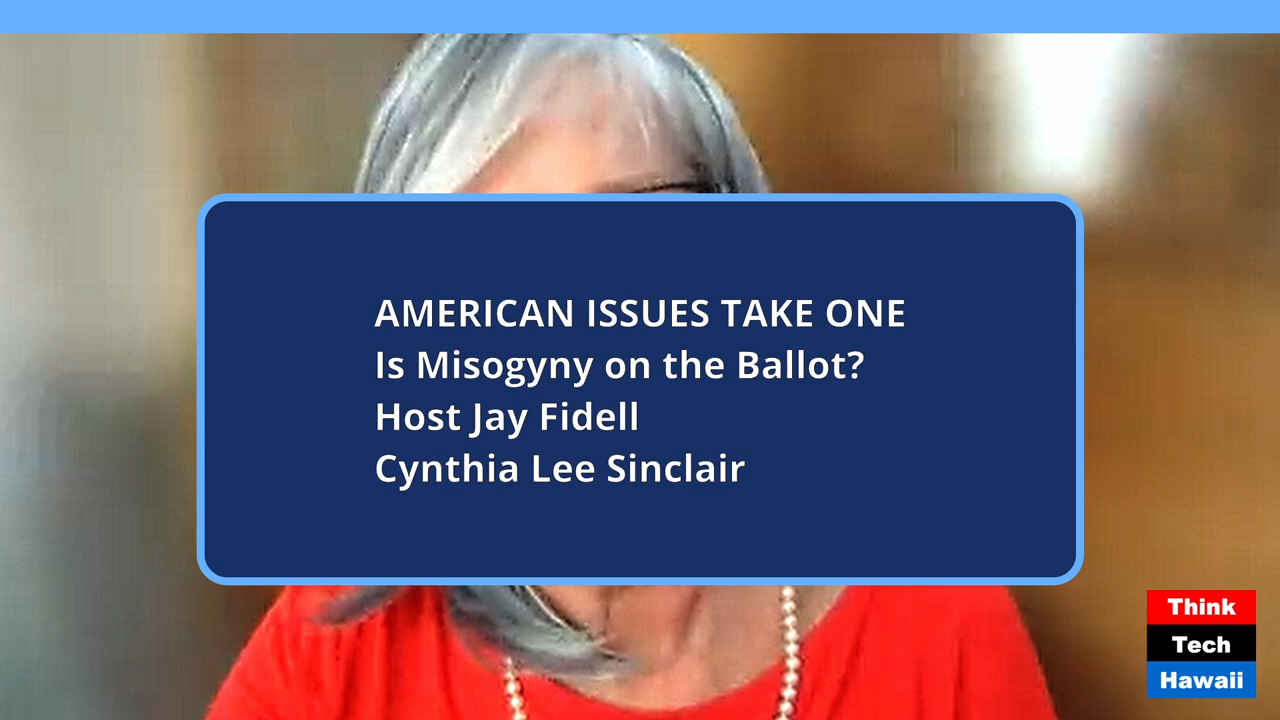 AMERICAN ISSUES TAKE ONE
Is Misogyny on the Ballot?
Host Jay Fidell
Cynthia Lee Sinclair
Think
Tech
Hawaii